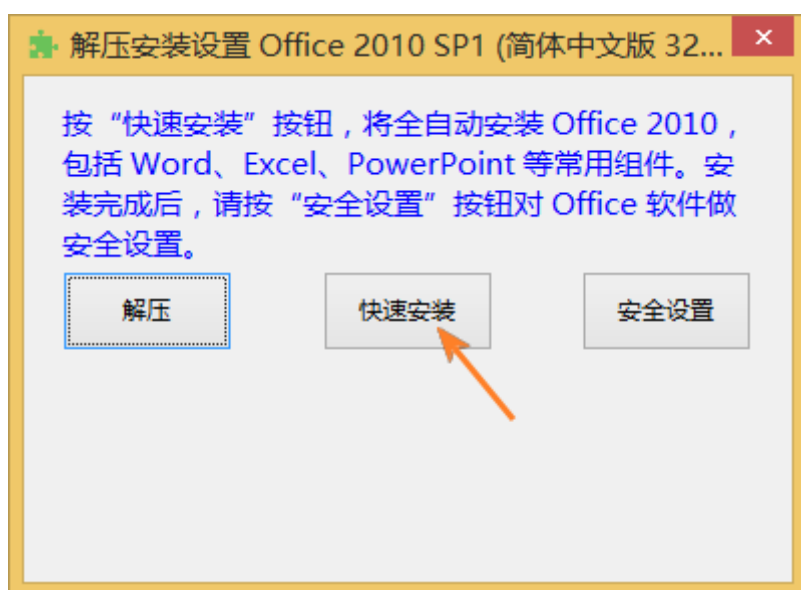 解压安装设置 Office 2010 SP1 (简体中文版 32...
按“快速安装”按钮，将全自动安装 Office 2010，
包括 Word、Excel、PowerPoint 等常用组件。安
装完成后，请按“安全设置”按钮对 Office 软件做
安全设置。
解压 快速安装 安全设置